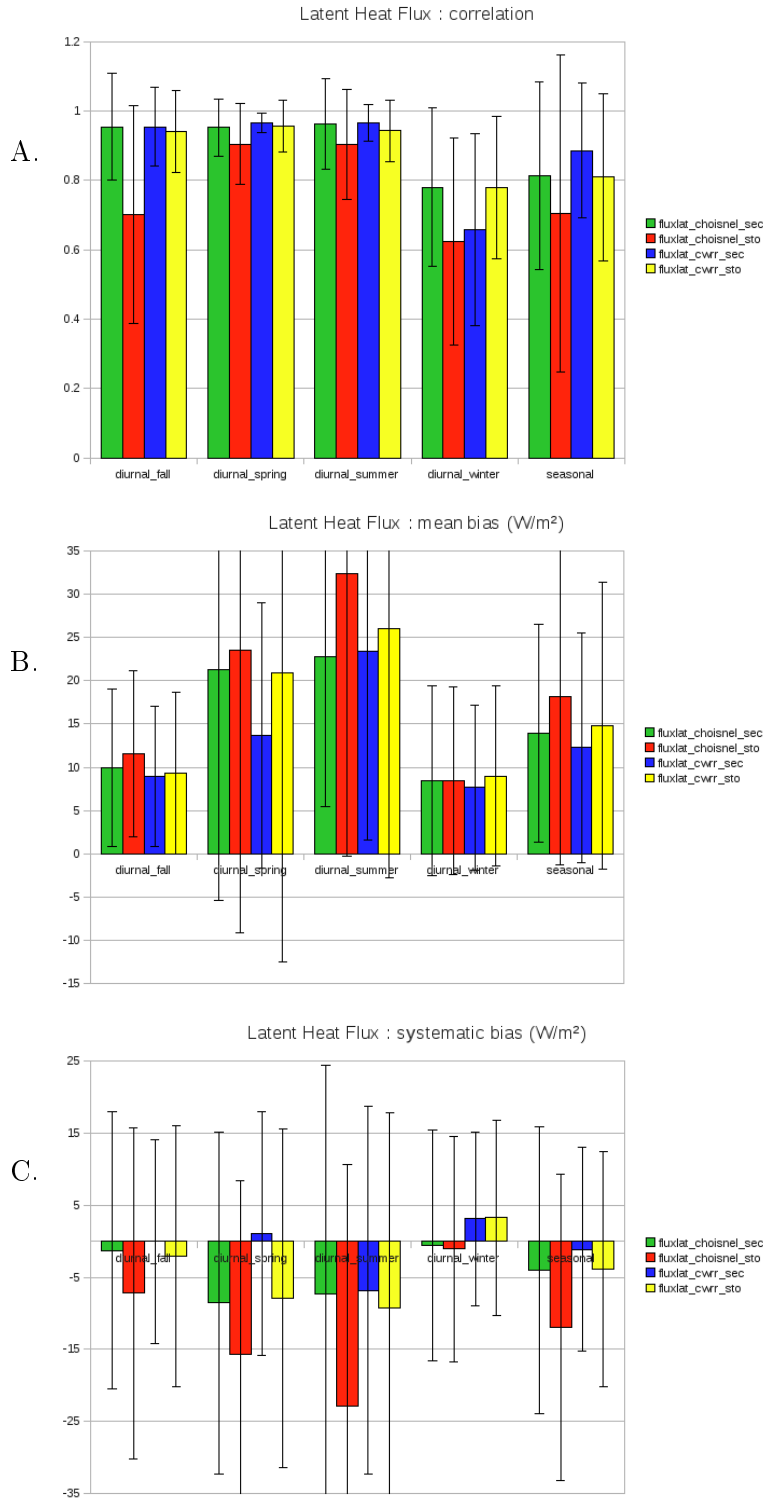 Latent Heat Flux : correlation
A.
1.2
1
0.8
0.6
0.4
0.2
0
diurnal_fall
diurnal_spring
diurnal_summer
diurnal_winter
seasonal
fluxlat_choisnel_sec
fluxlat_choisnel_sto
fluxlat_cwrr_sec
fluxlat_cwrr_sto
Latent Heat Flux : mean bias (W/m²)
B.
35
30
25
20
15
10
5
0
-5
-10
-15
diurnal_fall
diurnal_spring
diurnal_summer
diurnal_winter
seasonal
fluxlat_choisnel_sec
fluxlat_choisnel_sto
fluxlat_cwrr_sec
fluxlat_cwrr_sto
Latent Heat Flux : systematic bias (W/m²)
C.
25
15
5
-5
-15
-25
-35
diurnal_fall
diurnal_spring
diurnal_summer
diurnal_winter
seasonal
fluxlat_choisnel_sec
fluxlat_choisnel_sto
fluxlat_cwrr_sec
fluxlat_cwrr_sto